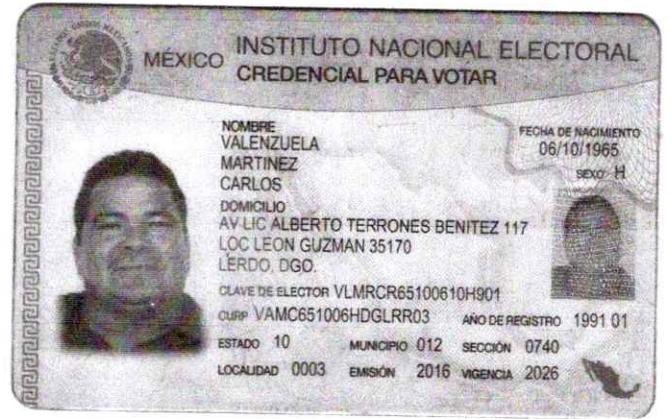 MÉXICO INSTITUTO NACIONAL ELECTORAL
CREDENCIAL PARA VOTAR
NOMBRE
VALENZUELA
MARTINEZ
CARLOS
FECHA DE NACIMIENTO
06/10/1965
SEXO H
DOMICILIO
AV LIC ALBERTO TERRONES BENITEZ 117
LOC LEON GUZMAN 35170
LERDO, DGO.
CLAVE DE ELECTOR VLMRCR65100610H901
CURP VAMC651006HDGLRR03 AÑO DE REGISTRO 1991 01
ESTADO 10 MUNICIPIO 012 SECCIÓN 0740
LOCALIDAD 0003 EMISIÓN 2016 VIGENCIA 2026